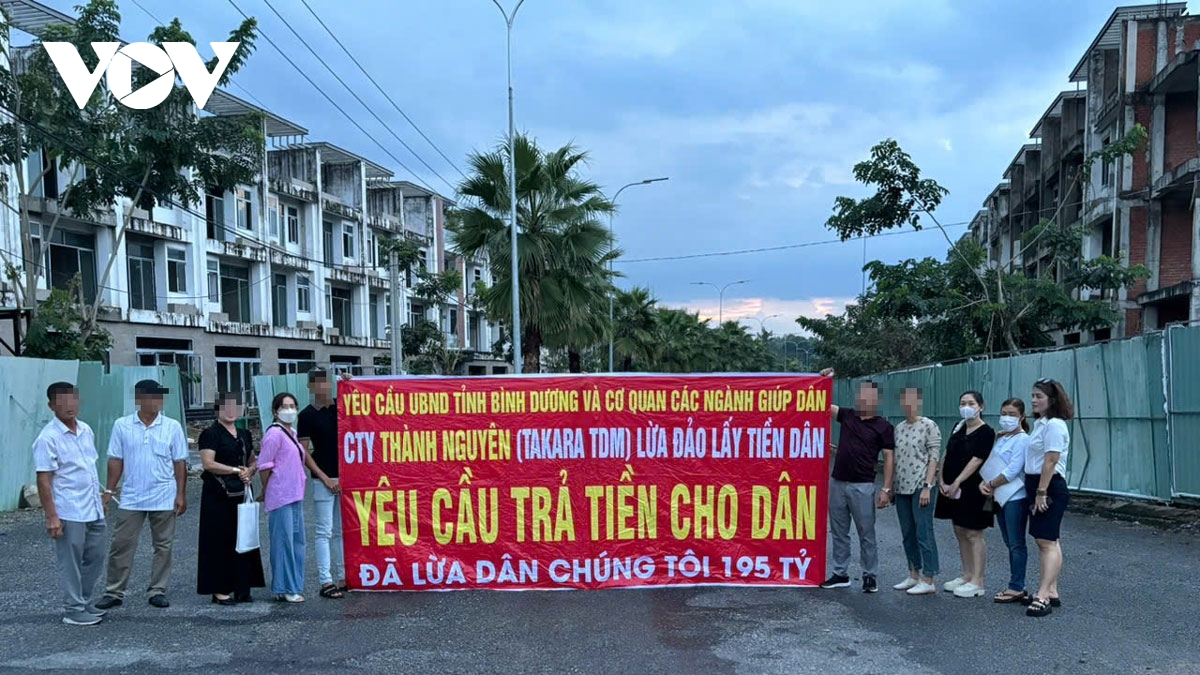 VOV
YÊU CẦU UBND TỈNH BÌNH DƯƠNG VÀ CƠ QUAN CÁC NGÀNH GIÚP DÂN
CTY THÀNH NGUYÊN (TAKARA TDM) LỪA ĐẢO LẤY TIỀN DÂN
YÊU CẦU TRẢ TIỀN CHO DÂN
ĐÃ LỪA DÂN CHÚNG TÔI 195 TỶ